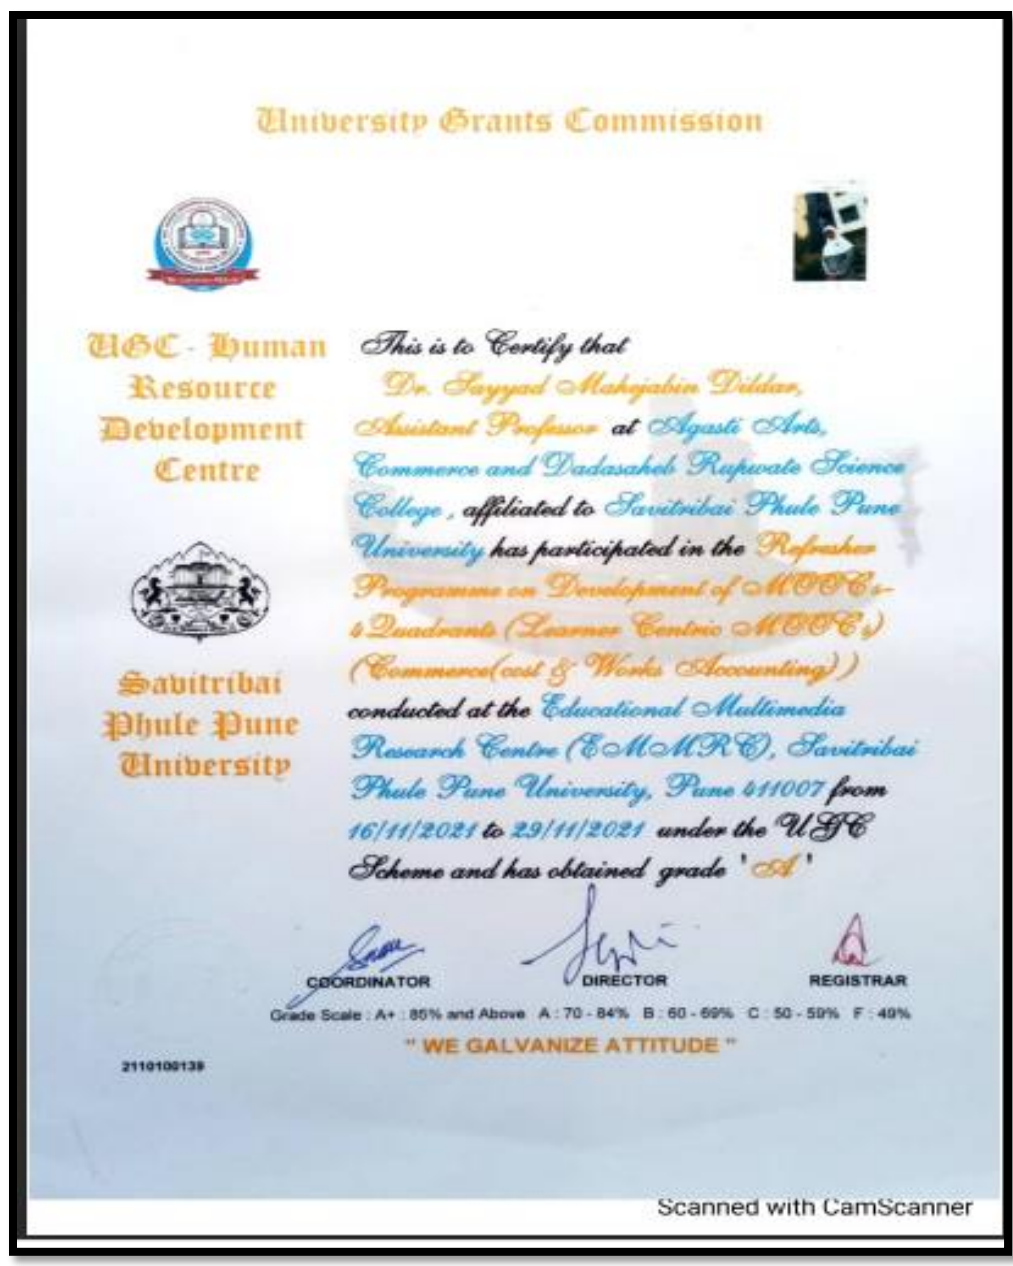 University Grants Commission
UGC - Human
Resource
Development
Centre
Savitribai
Phule Pune
University
This is to Certify that
Dr. Sayyad Mahejabin Dildar,
Assistant Professor at Agasti Arts,
Commerce and Dadasaheb Rupwate Science
College, affiliated to Savitribai Phule Pune
University has participated in the Refresher
Programme on Development of MOOC's-
4 Quadrants (Learner Centric MOOC's)
(Commerce(cost & Works Accounting))
conducted at the Educational Multimedia
Research Centre (EMMRC), Savitribai
Phule Pune University, Pune 411007 from
16/11/2021 to 29/11/2021 under the UGC
Scheme and has obtained grade 'A'
COORDINATOR DIRECTOR REGISTRAR
Grade Scale : A+ : 85% and Above A : 70 - 84% B : 60 - 69% C : 50 - 59% F : 49%
" WE GALVANIZE ATTITUDE "
2110100139
Scanned with CamScanner